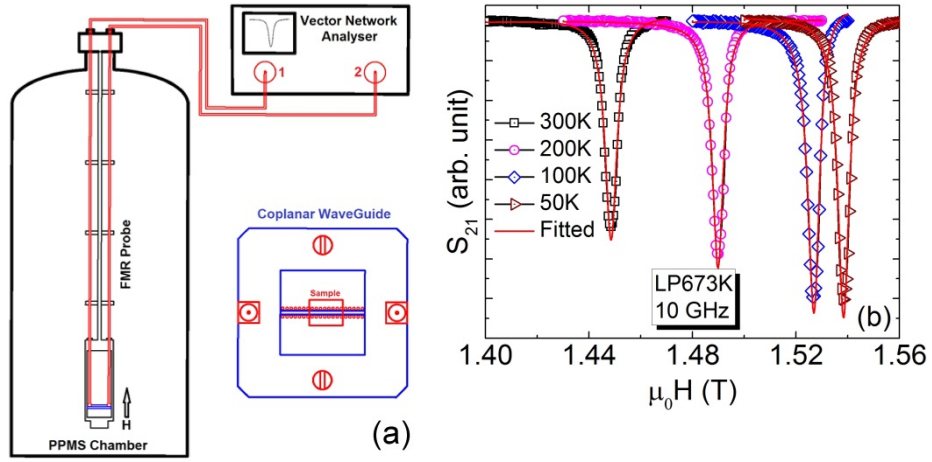 Vector Network
Analyser
1
2
FMR Probe
Coplanar WaveGuide
Sample
H
PPMS Chamber
(a)
S21 (arb. unit)
300K
200K
100K
50K
Fitted
LP673K
10 GHz
(b)
1.40 1.44 1.48 1.52 1.56
μ0H (T)